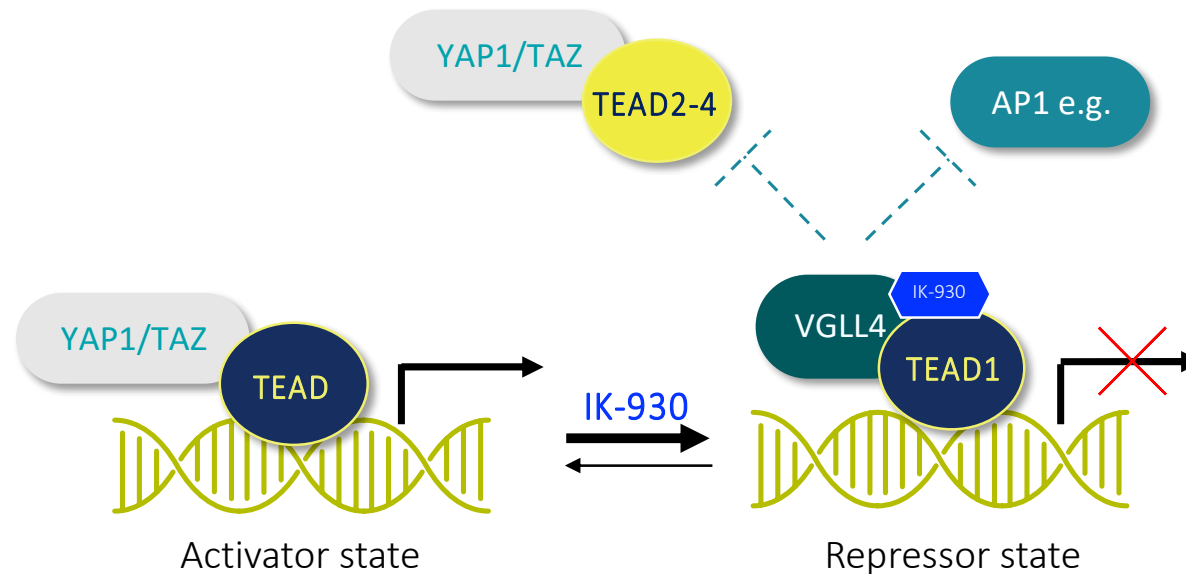 YAP1/TAZ
TEAD2-4
AP1 e.g.
YAP1/TAZ
TEAD
IK-930
VGLL4
IK-930
TEAD1
Activator state
Repressor state